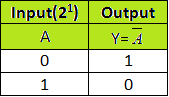 Input(2¹) Output
A Y= A̅
0 1
1 0